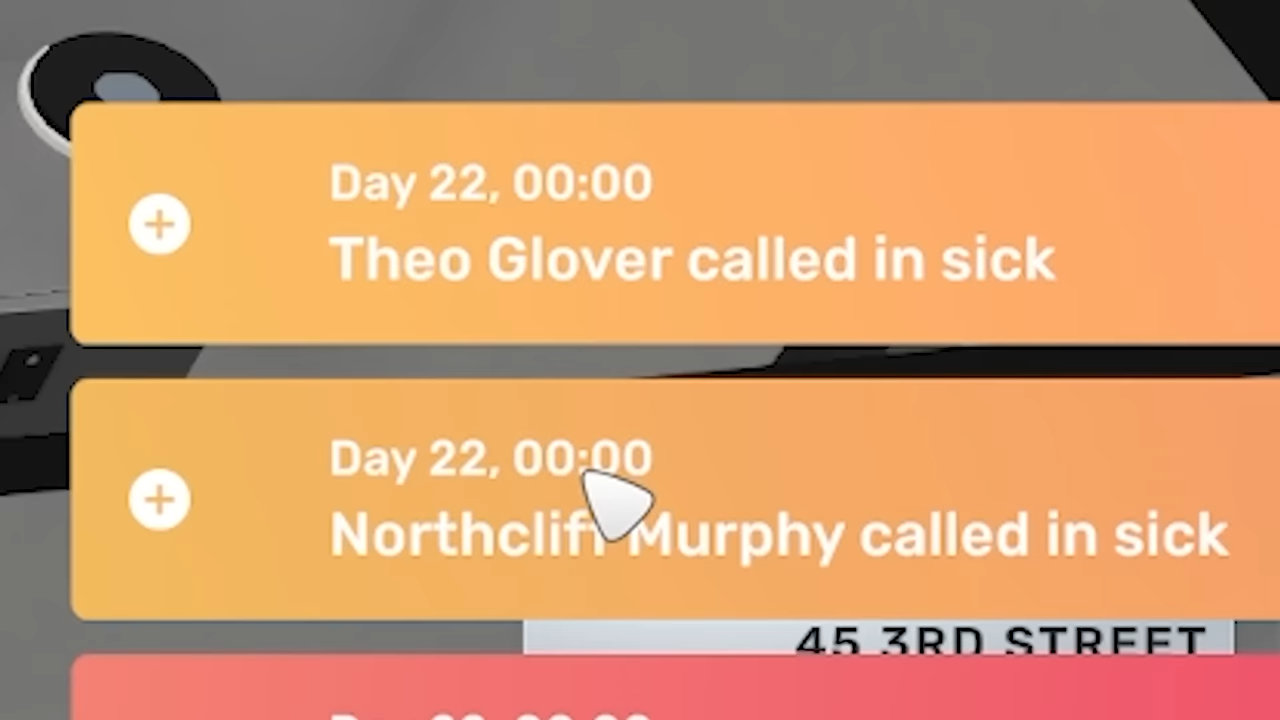 Day 22, 00:00
Theo Glover called in sick
Day 22, 00:00
Northcliff Murphy called in sick
45 3RD STREET